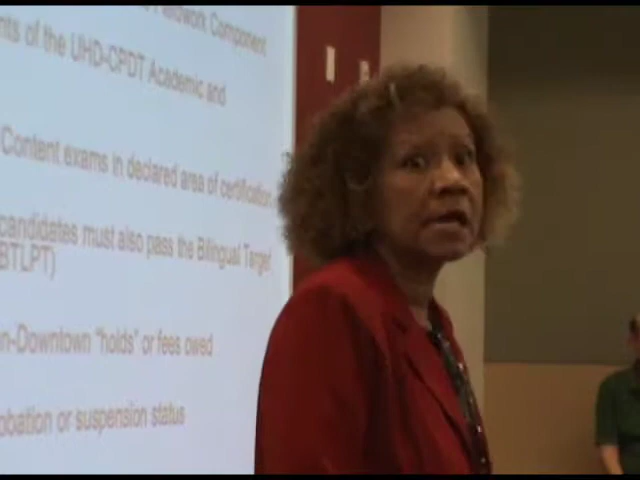 Fieldwork Component
nts of the UHD-CPDT Academic and
Content exams in declared area of certification
candidates must also pass the Bilingual Target
BTLPT)
n-Downtown "holds" or fees owed
obation or suspension status